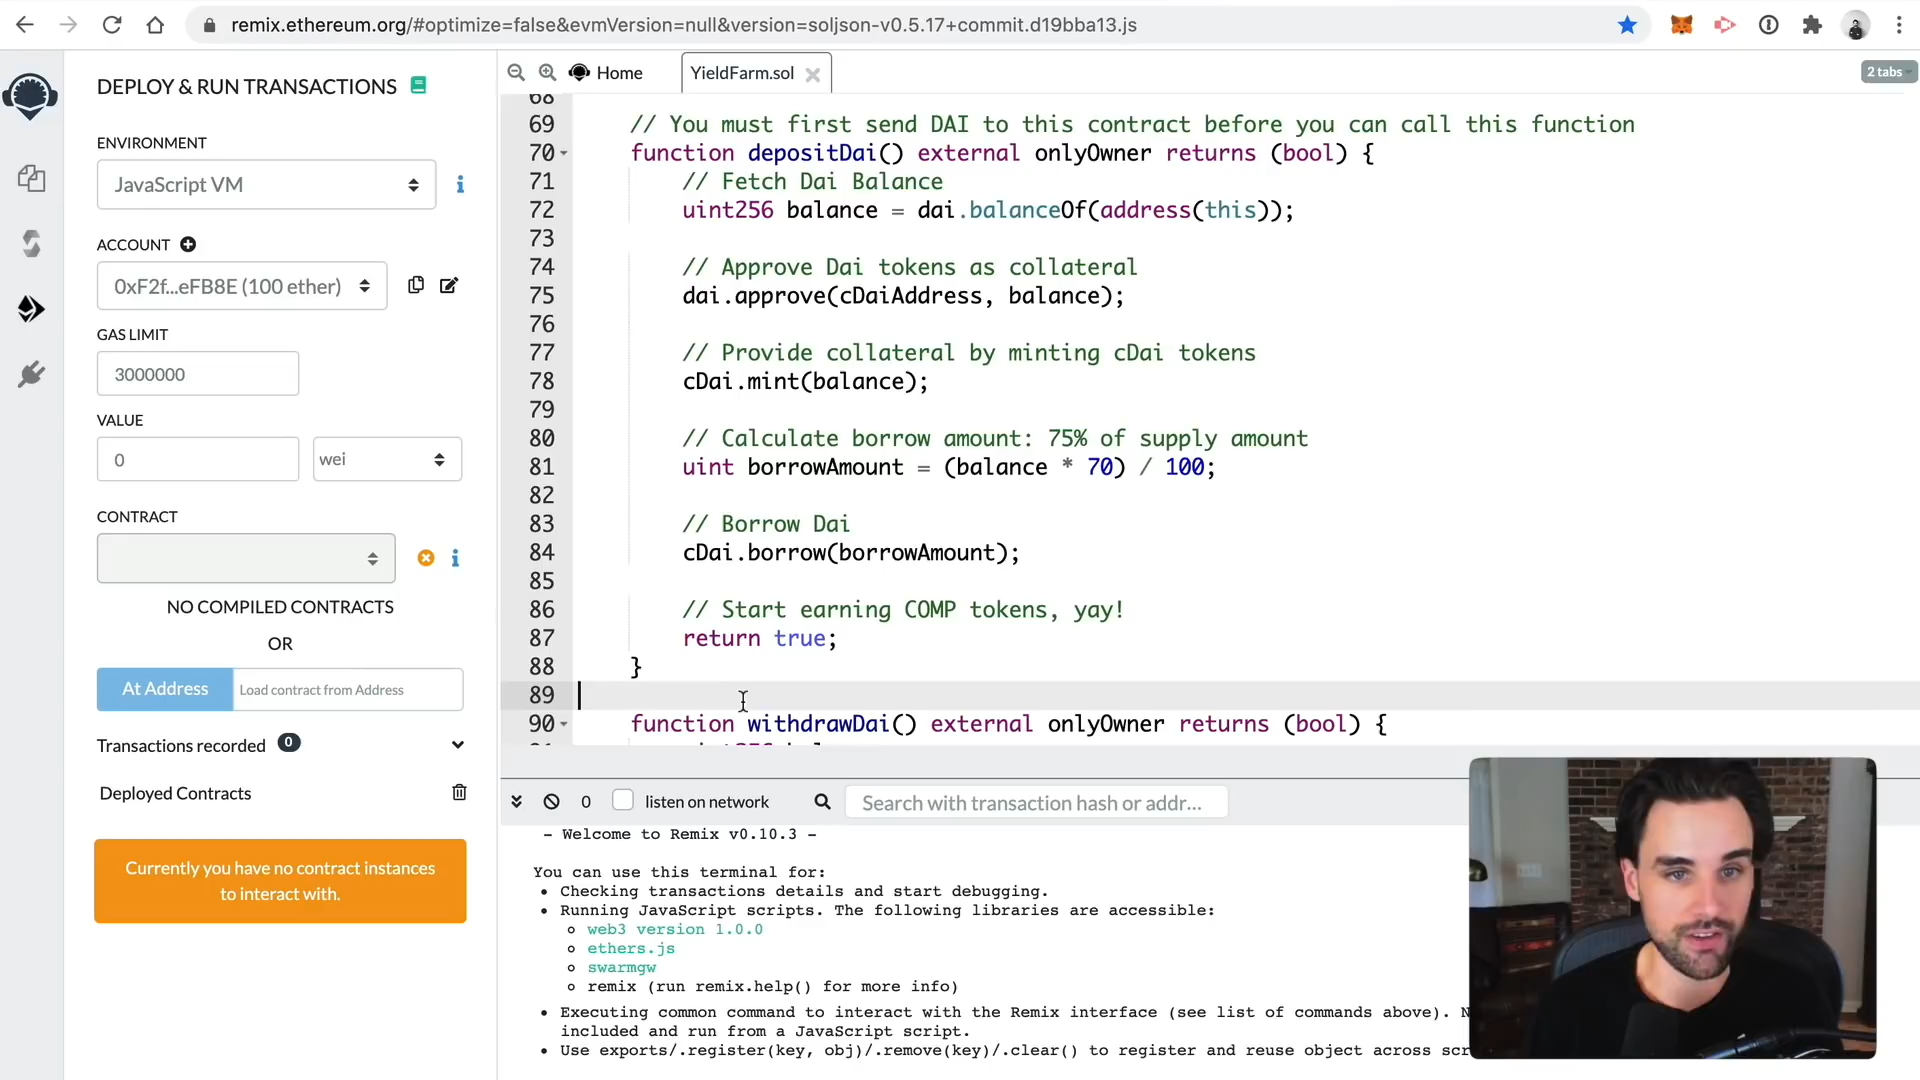 remix.ethereum.org/#optimize=false&evmVersion=null&version=soljson-v0.5.17+commit.d19bba13.js
DEPLOY & RUN TRANSACTIONS
ENVIRONMENT
JavaScript VM
ACCOUNT
0xF2f...eFB8E (100 ether)
GAS LIMIT
3000000
VALUE
0
wei
CONTRACT
NO COMPILED CONTRACTS
OR
At Address
Load contract from Address
Transactions recorded 0
Deployed Contracts
Currently you have no contract instances
to interact with.
Home
YieldFarm.sol
2 tabs
68
69 // You must first send DAI to this contract before you can call this function
70 function depositDai() external onlyOwner returns (bool) {
71 // Fetch Dai Balance
72 uint256 balance = dai.balanceOf(address(this));
73
74 // Approve Dai tokens as collateral
75 dai.approve(cDaiAddress, balance);
76
77 // Provide collateral by minting cDai tokens
78 cDai.mint(balance);
79
80 // Calculate borrow amount: 75% of supply amount
81 uint borrowAmount = (balance * 70) / 100;
82
83 // Borrow Dai
84 cDai.borrow(borrowAmount);
85
86 // Start earning COMP tokens, yay!
87 return true;
88 }
89
90 function withdrawDai() external onlyOwner returns (bool) {
0
listen on network
Search with transaction hash or addr...
- Welcome to Remix v0.10.3 -
You can use this terminal for:
• Checking transactions details and start debugging.
• Running JavaScript scripts. The following libraries are accessible:
web3 version 1.0.0
ethers.js
swarmgw
remix (run remix.help() for more info)
• Executing common command to interact with the Remix interface (see list of commands above). N
included and run from a JavaScript script.
• Use exports/.register(key, obj)/.remove(key)/.clear() to register and reuse object across scr